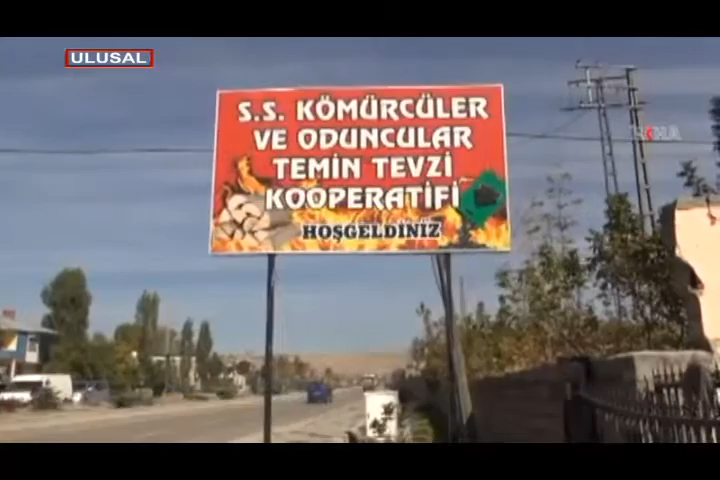 ULUSAL
S.S. KÖMÜRCÜLER
VE ODUNCULAR
TEMİN TEVZİ
KOOPERATİFİ
HOŞGELDİNİZ